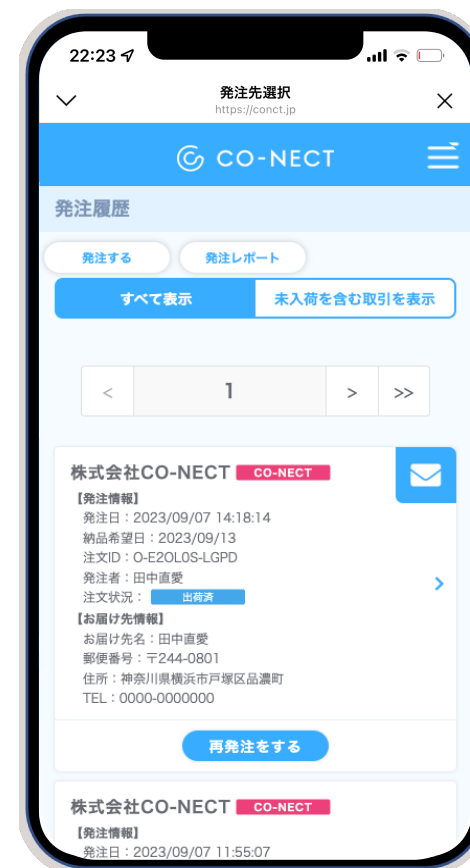 22:23
発注先選択
https://conct.jp
CO-NECT
発注履歴
発注する 発注レポート
すべて表示 未入荷を含む取引を表示
< 1 > >>
株式会社CO-NECT CO-NECT
【発注情報】
発注日：2023/09/07 14:18:14
納品希望日：2023/09/13
注文ID：O-E2OL0S-LGPD
発注者：田中直愛
注文状況： 出荷済
【お届け先情報】
お届け先名：田中直愛
郵便番号：〒244-0801
住所：神奈川県横浜市戸塚区品濃町
TEL：0000-0000000
再発注をする
株式会社CO-NECT CO-NECT
【発注情報】
発注日：2023/09/07 11:55:07